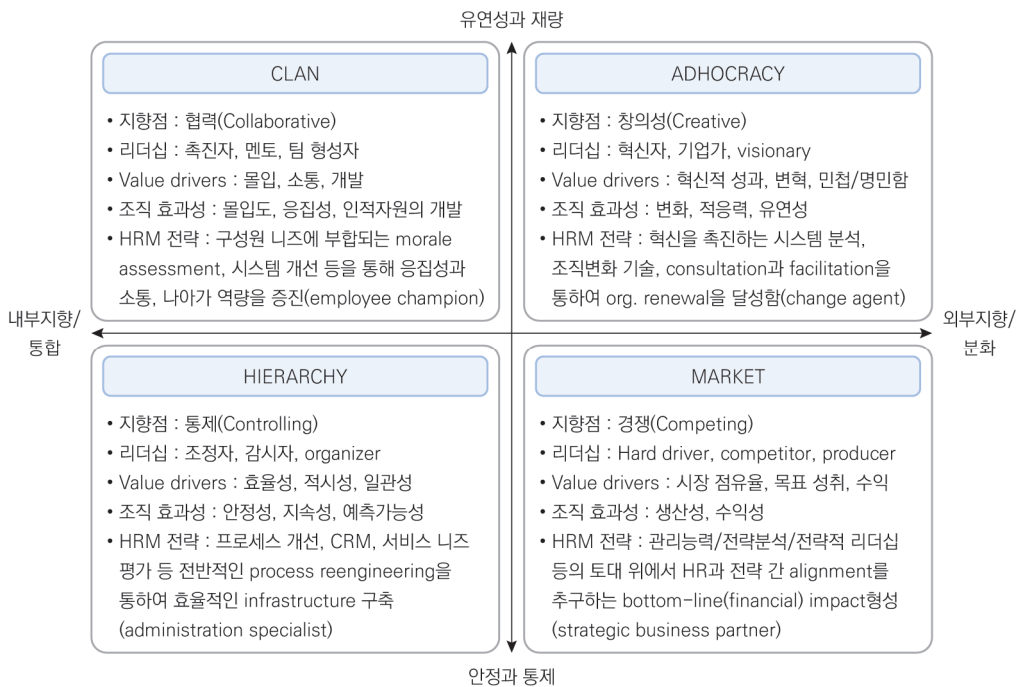 유연성과 재량
CLAN
• 지향점 : 협력(Collaborative)
• 리더십 : 촉진자, 멘토, 팀 형성자
• Value drivers : 몰입, 소통, 개발
• 조직 효과성 : 몰입도, 응집성, 인적자원의 개발
• HRM 전략 : 구성원 니즈에 부합되는 morale
assessment, 시스템 개선 등을 통해 응집성과
소통, 나아가 역량을 증진(employee champion)
ADHOCRACY
• 지향점 : 창의성(Creative)
• 리더십 : 혁신자, 기업가, visionary
• Value drivers : 혁신적 성과, 변혁, 민첩/명민함
• 조직 효과성 : 변화, 적응력, 유연성
• HRM 전략 : 혁신을 촉진하는 시스템 분석,
조직변화 기술, consultation과 facilitation을
통하여 org. renewal을 달성함(change agent)
내부지향/
통합
외부지향/
분화
HIERARCHY
• 지향점 : 통제(Controlling)
• 리더십 : 조정자, 감시자, organizer
• Value drivers : 효율성, 적시성, 일관성
• 조직 효과성 : 안정성, 지속성, 예측가능성
• HRM 전략 : 프로세스 개선, CRM, 서비스 니즈
평가 등 전반적인 process reengineering을
통하여 효율적인 infrastructure 구축
(administration specialist)
MARKET
• 지향점 : 경쟁(Competing)
• 리더십 : Hard driver, competitor, producer
• Value drivers : 시장 점유율, 목표 성취, 수익
• 조직 효과성 : 생산성, 수익성
• HRM 전략 : 관리능력/전략분석/전략적 리더십
등의 토대 위에서 HR과 전략 간 alignment를
추구하는 bottom-line(financial) impact형성
(strategic business partner)
안정과 통제